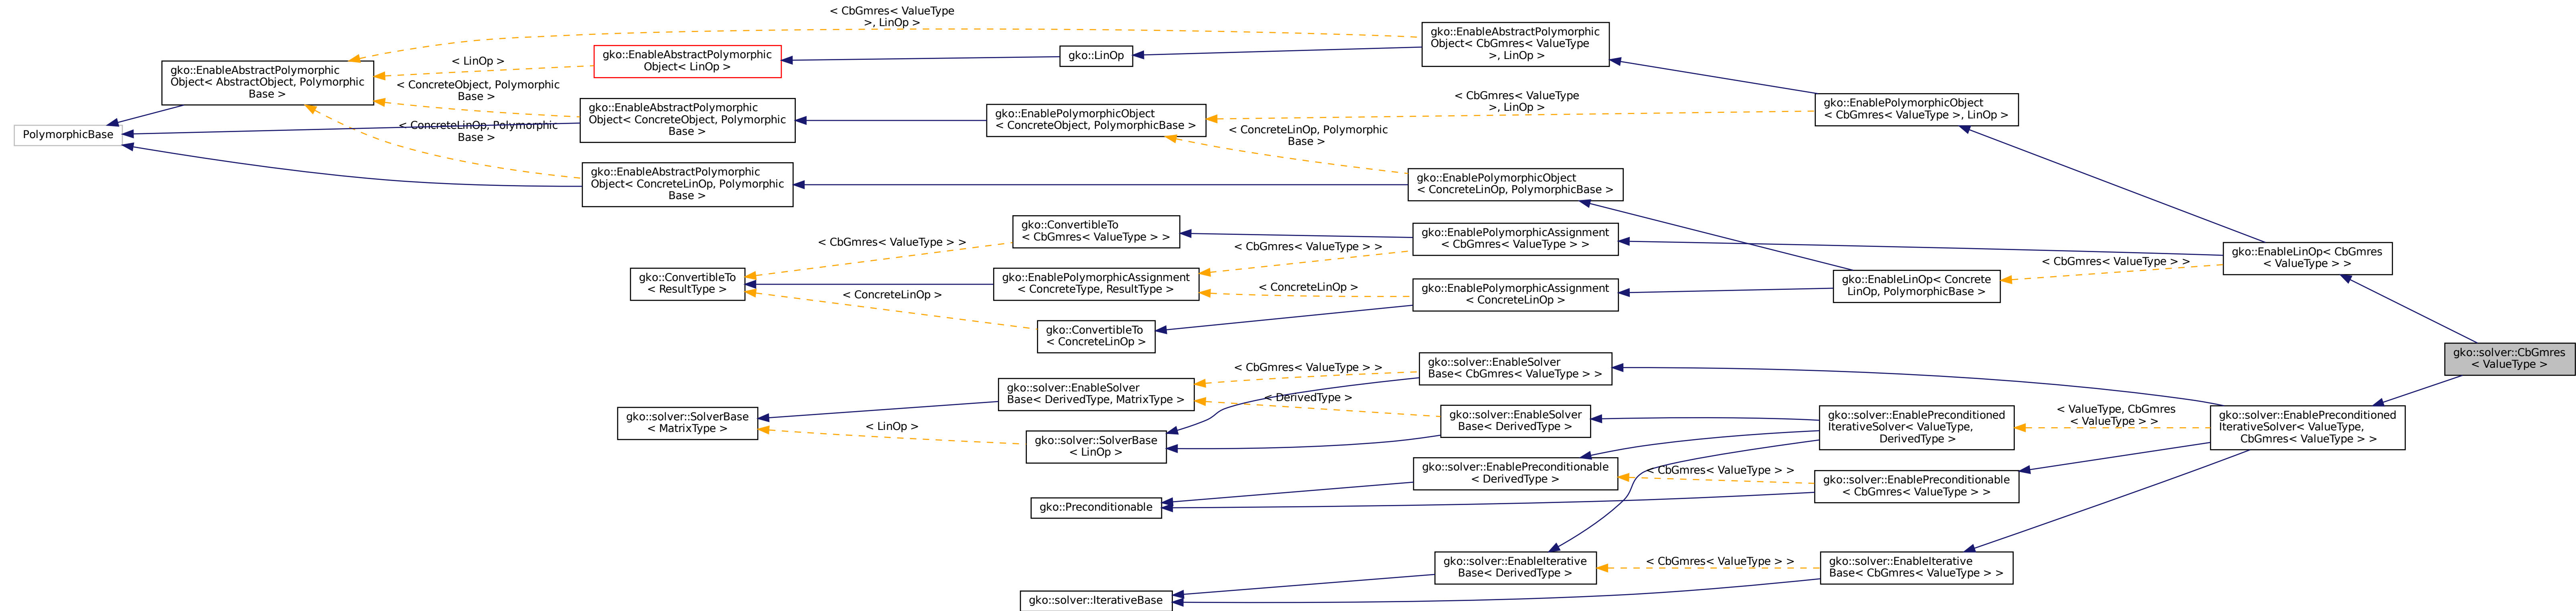 < CbGmres< ValueType
>, LinOp >
gko::EnableAbstractPolymorphic
Object< CbGmres< ValueType
>, LinOp >
gko::EnableAbstractPolymorphic
Object< LinOp >
gko::LinOp
< LinOp >
gko::EnableAbstractPolymorphic
Object< AbstractObject, Polymorphic
Base >
< ConcreteObject, Polymorphic
Base >
< CbGmres< ValueType
>, LinOp >
gko::EnablePolymorphicObject
< CbGmres< ValueType >, LinOp >
gko::EnableAbstractPolymorphic
Object< ConcreteObject, Polymorphic
Base >
gko::EnablePolymorphicObject
< ConcreteObject, PolymorphicBase >
PolymorphicBase
< ConcreteLinOp, Polymorphic
Base >
< ConcreteLinOp, Polymorphic
Base >
gko::EnableAbstractPolymorphic
Object< ConcreteLinOp, Polymorphic
Base >
gko::EnablePolymorphicObject
< ConcreteLinOp, PolymorphicBase >
gko::ConvertibleTo
< CbGmres< ValueType > >
gko::EnablePolymorphicAssignment
< CbGmres< ValueType > >
< CbGmres< ValueType > >
< CbGmres< ValueType > >
gko::EnableLinOp< CbGmres
< ValueType > >
< CbGmres< ValueType > >
gko::ConvertibleTo
< ResultType >
gko::EnablePolymorphicAssignment
< ConcreteType, ResultType >
gko::EnableLinOp< Concrete
LinOp, PolymorphicBase >
< ConcreteLinOp >
< ConcreteLinOp >
gko::EnablePolymorphicAssignment
< ConcreteLinOp >
gko::ConvertibleTo
< ConcreteLinOp >
gko::solver::CbGmres
< ValueType >
gko::solver::EnableSolver
Base< CbGmres< ValueType > >
< CbGmres< ValueType > >
gko::solver::EnableSolver
Base< DerivedType, MatrixType >
< DerivedType >
gko::solver::SolverBase
< MatrixType >
< LinOp >
gko::solver::EnableSolver
Base< DerivedType >
gko::solver::EnablePreconditioned
IterativeSolver< ValueType,
DerivedType >
< ValueType, CbGmres
< ValueType > >
gko::solver::EnablePreconditioned
IterativeSolver< ValueType,
CbGmres< ValueType > >
gko::solver::SolverBase
< LinOp >
gko::solver::EnablePreconditionable
< DerivedType >
< CbGmres< ValueType > >
gko::solver::EnablePreconditionable
< CbGmres< ValueType > >
gko::Preconditionable
gko::solver::EnableIterative
Base< DerivedType >
< CbGmres< ValueType > >
gko::solver::EnableIterative
Base< CbGmres< ValueType > >
gko::solver::IterativeBase